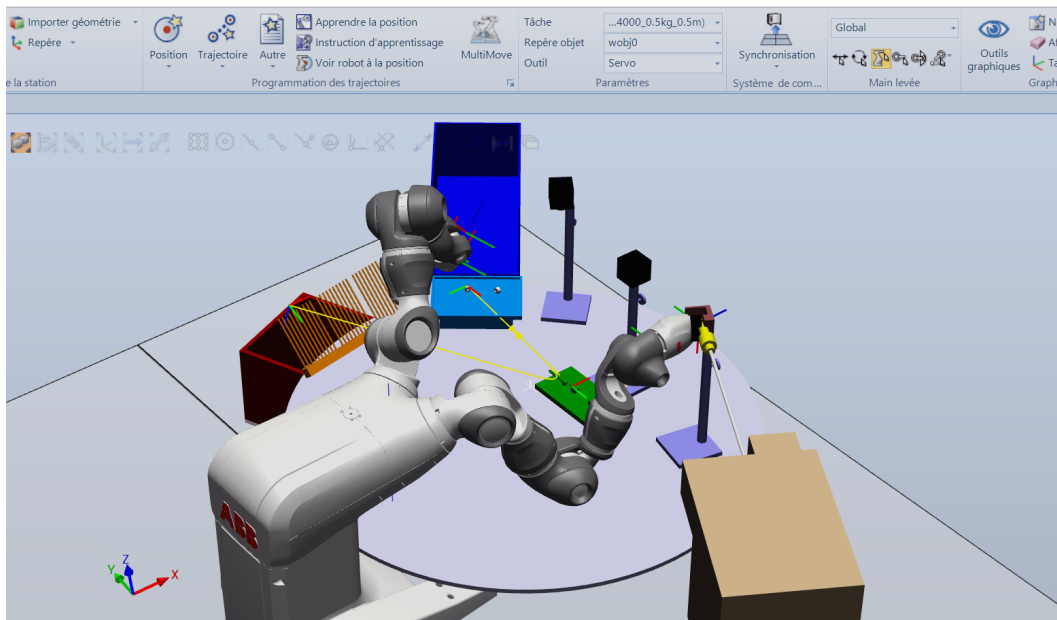 Importer géométrie
Repère
e la station
Position
Trajectoire
Autre
Apprendre la position
Instruction d'apprentissage
Voir robot à la position
MultiMove
Programmation des trajectoires
Tâche
...4000_0.5kg_0.5m)
Repère objet
wobj0
Outil
Servo
Paramètres
Synchronisation
Système de com ...
Global
Main levée
Outils
graphiques
N
Af
Ta
Graph
ABB
Z
Y
X